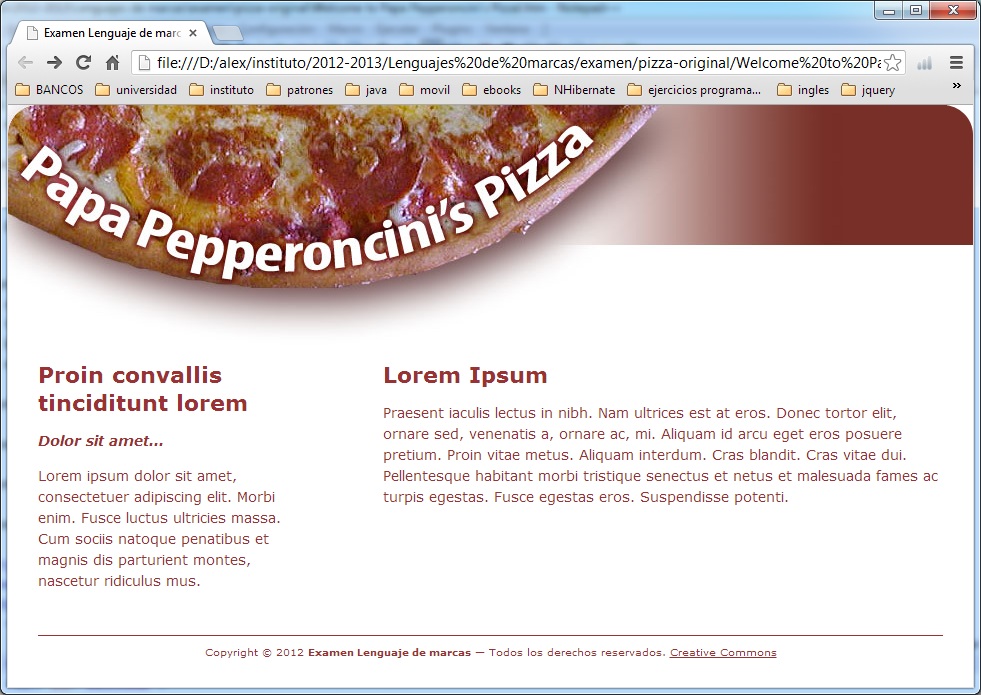 Examen Lenguaje de marc
file:///D:/alex/instituto/2012-2013/Lenguajes%20de%20marcas/examen/pizza-original/Welcome%20to%20Pa
BANCOS universidad instituto patrones java movil ebooks NHibernate ejercicios programa... ingles jquery »
Papa Pepperoncini's Pizza
Proin convallis
tinciditunt lorem
Dolor sit amet...
Lorem ipsum dolor sit amet,
consectetuer adipiscing elit. Morbi
enim. Fusce luctus ultricies massa.
Cum sociis natoque penatibus et
magnis dis parturient montes,
nascetur ridiculus mus.
Lorem Ipsum
Praesent iaculis lectus in nibh. Nam ultrices est at eros. Donec tortor elit,
ornare sed, venenatis a, ornare ac, mi. Aliquam id arcu eget eros posuere
pretium. Proin vitae metus. Aliquam interdum. Cras blandit. Cras vitae dui.
Pellentesque habitant morbi tristique senectus et netus et malesuada fames ac
turpis egestas. Fusce egestas eros. Suspendisse potenti.
Copyright © 2012 Examen Lenguaje de marcas — Todos los derechos reservados. Creative Commons